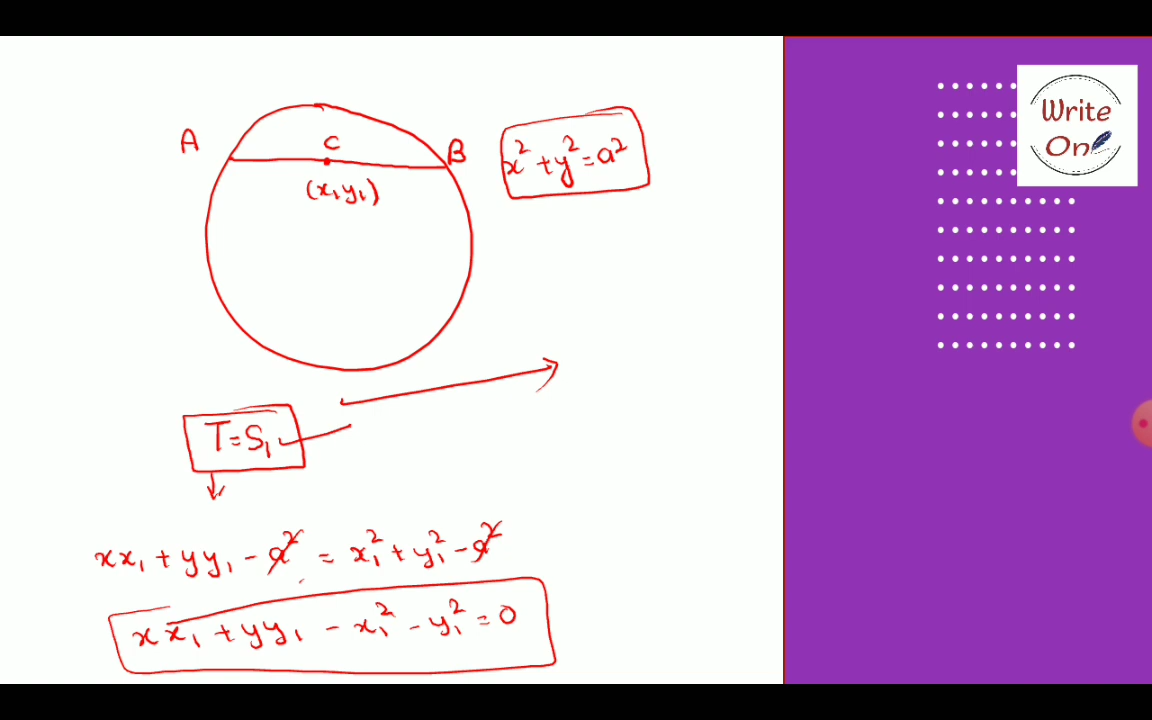 A
C
B
(x₁y₁)
x²+y²=a²
Write
On
T=S₁
xx₁+yy₁-a²=x₁²+y₁²-a²
xx₁+yy₁-x₁²-y₁²=0